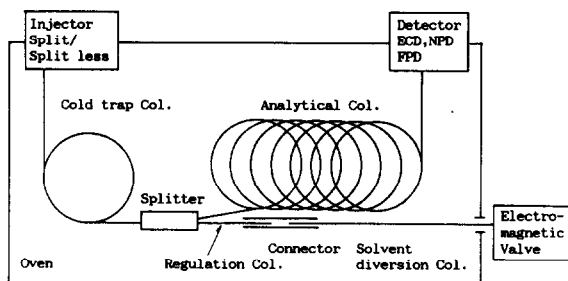 Injector
Split/
Split less
Detector
ECD,NPD
FPD
Cold trap Col.
Analytical Col.
Splitter
Connector
Regulation Col.
Solvent
diversion Col.
Oven
Electro-
magnetic
Valve